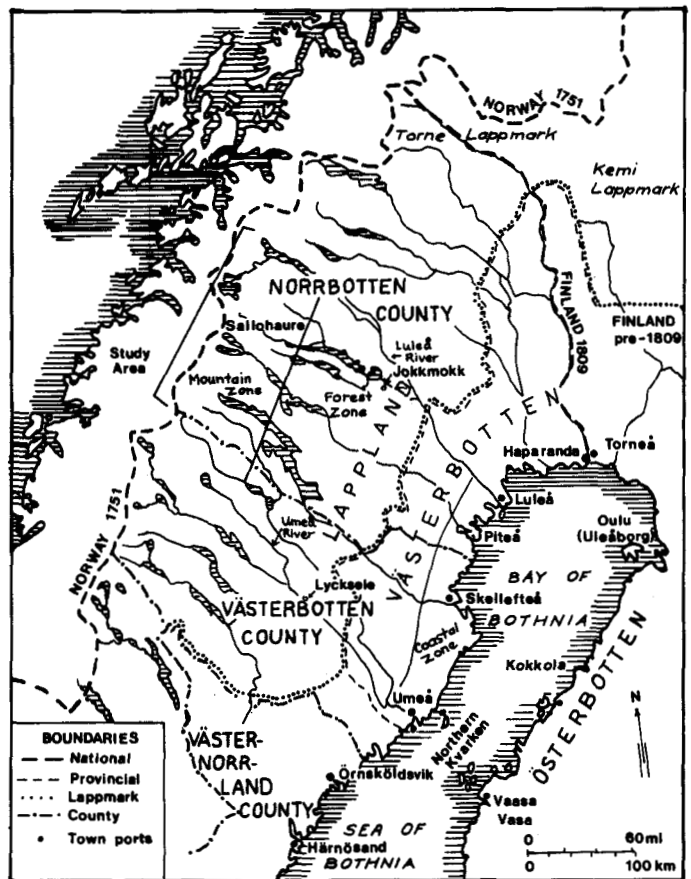 NORWAY 1751
Torne Lappmark
Kemi
Lappmark
NORRBOTTEN
COUNTY
FINLAND 1809
FINLAND
pre-1809
Sallohaure
Study
Area
Luleå
River
Jokkmokk
Mountain
Zone
Forest
Zone
LAPPLAND
VÄSTERBOTTEN
Haparanda
Torneå
Luleå
Piteå
Oulu
(Uleåborg)
NORWAY 1751
Umeå
River
Lycksele
BAY OF
BOTHNIA
Skellefteå
VÄSTERBOTTEN
COUNTY
Coastal
Zone
Kokkola
ÖSTERBOTTEN
N
Umeå
Northern
Kvarken
BOUNDARIES
National
Provincial
Lappmark
County
Town ports
VÄSTER-
NORR-
LAND
COUNTY
Örnsköldsvik
Vaasa
Vasa
SEA OF
BOTHNIA
Härnösand
0 60 mi
0 100 km